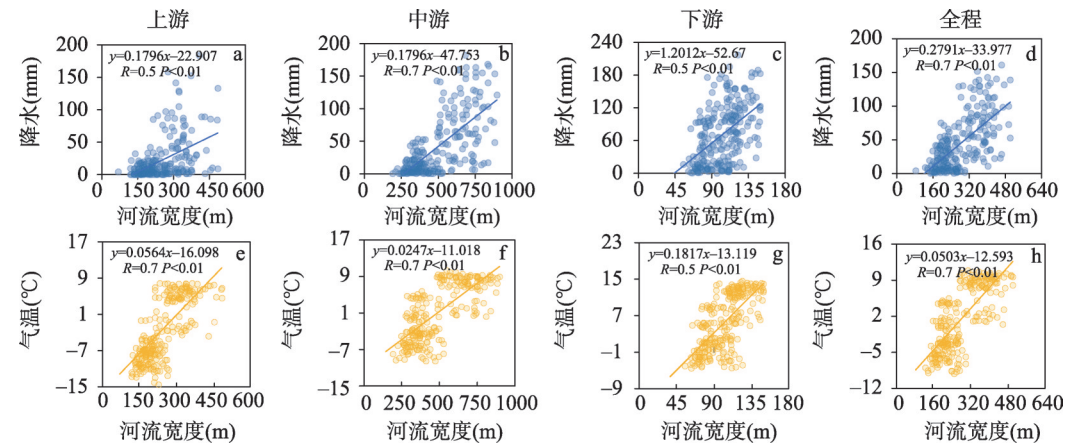 上游 中游 下游 全程
200 150 100 50 0
降水(mm)
y=0.1796x–22.907 a
R=0.5 P<0.01
0 150 300 450 600
河流宽度(m)
200 150 100 50 0
降水(mm)
y=0.1796x–47.753 b
R=0.7 P<0.01
0 250 500 750 1000
河流宽度(m)
240 180 120 60 0
降水(mm)
y=1.2012x–52.67 c
R=0.5 P<0.01
0 45 90 135 180
河流宽度(m)
200 150 100 50 0
降水(mm)
y=0.2791x–33.977 d
R=0.7 P<0.01
0 160 320 480 640
河流宽度(m)
17 9 1 –7 –15
气温(℃)
y=0.0564x–16.098 e
R=0.7 P<0.01
0 150 300 450 600
河流宽度(m)
17 9 1 –7 –15
气温(℃)
y=0.0247x–11.018 f
R=0.7 P<0.01
0 250 500 750 1000
河流宽度(m)
23 15 7 –1 –9
气温(℃)
y=0.1817x–13.119 g
R=0.5 P<0.01
0 45 90 135 180
河流宽度(m)
16 9 2 –5 –12
气温(℃)
y=0.0503x–12.593 h
R=0.7 P<0.01
0 160 320 480 640
河流宽度(m)